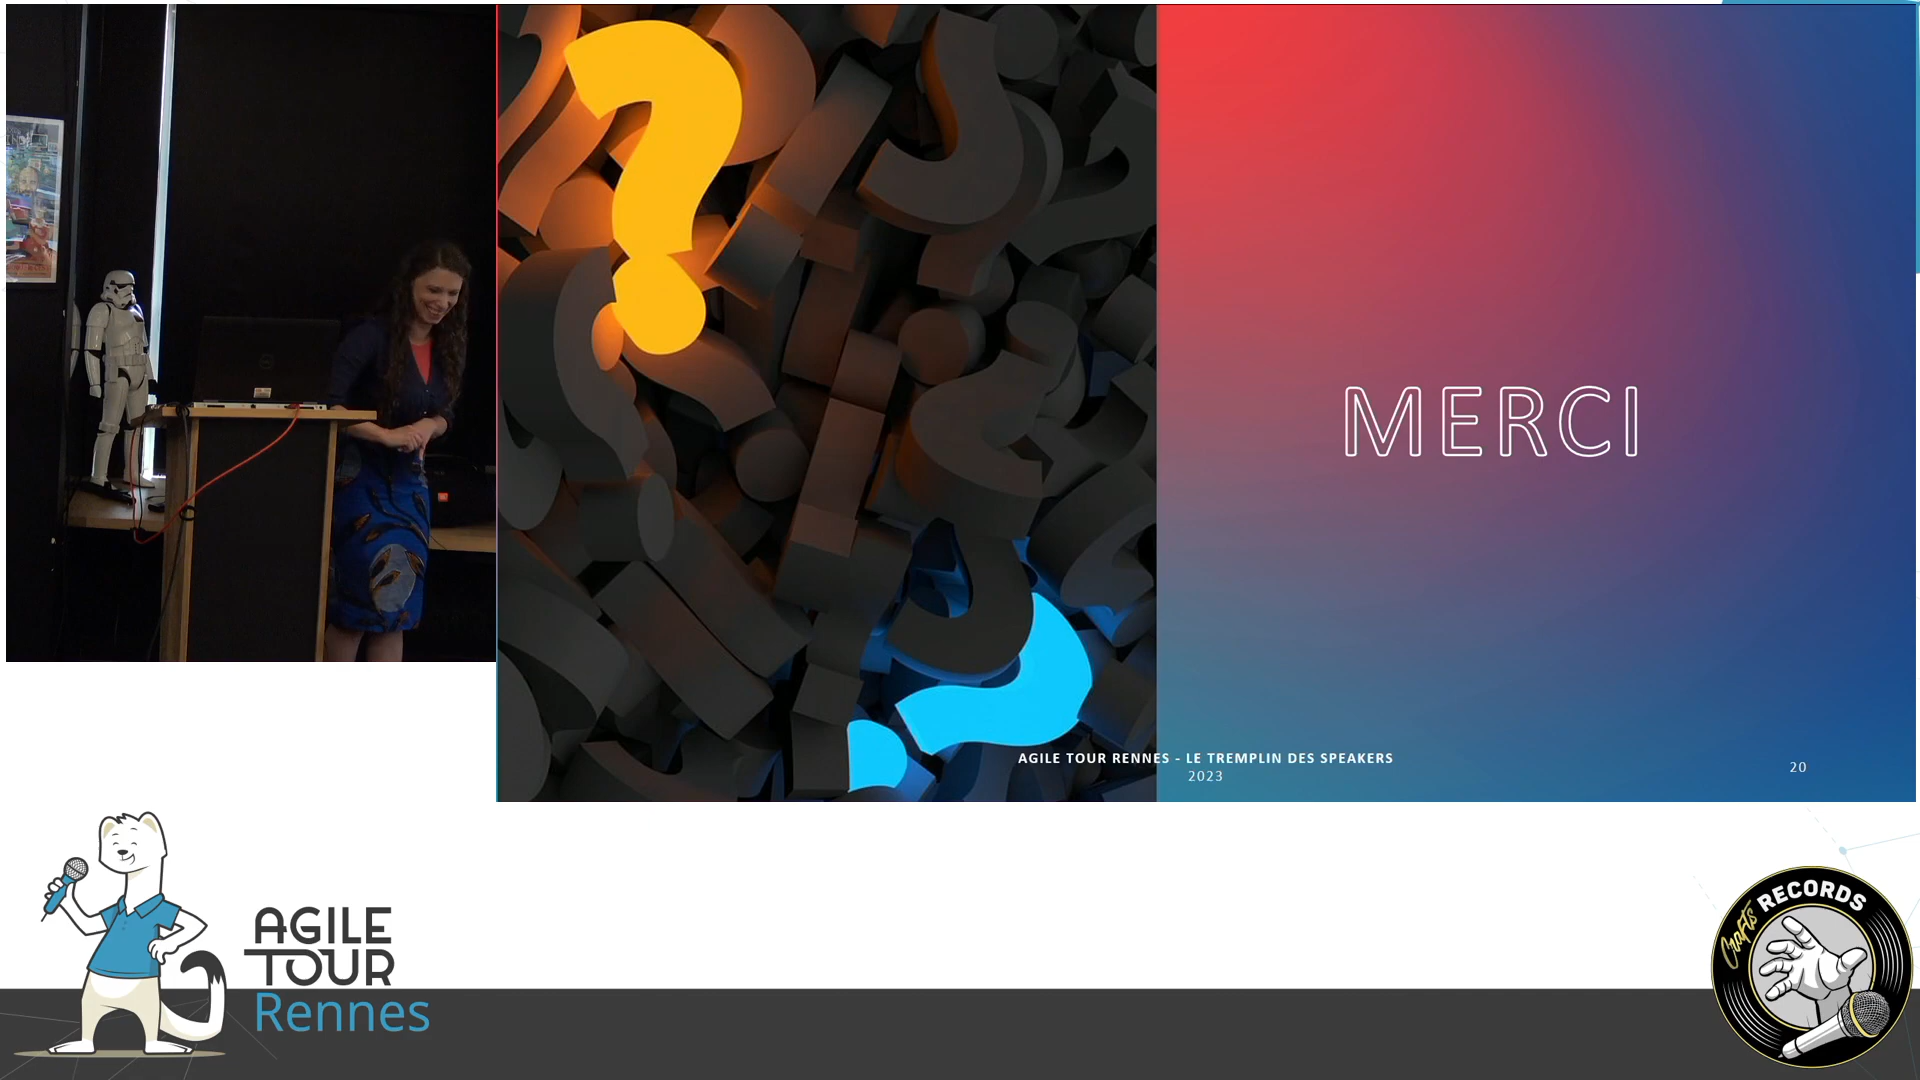 MERCI
AGILE TOUR RENNES - LE TREMPLIN DES SPEAKERS
2023
20
AGILE
TOUR
Rennes
Crafts RECORDS